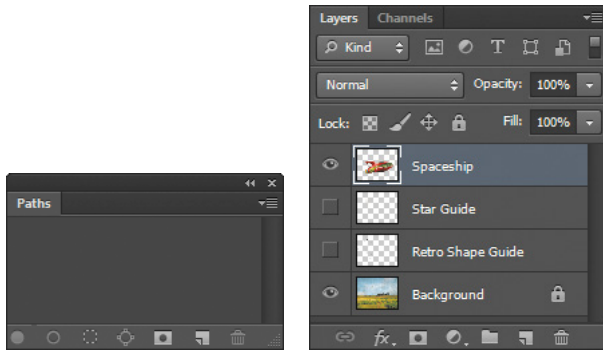 Paths
Layers Channels
Kind
Normal Opacity: 100%
Lock: Fill: 100%
Spaceship
Star Guide
Retro Shape Guide
Background
fx.